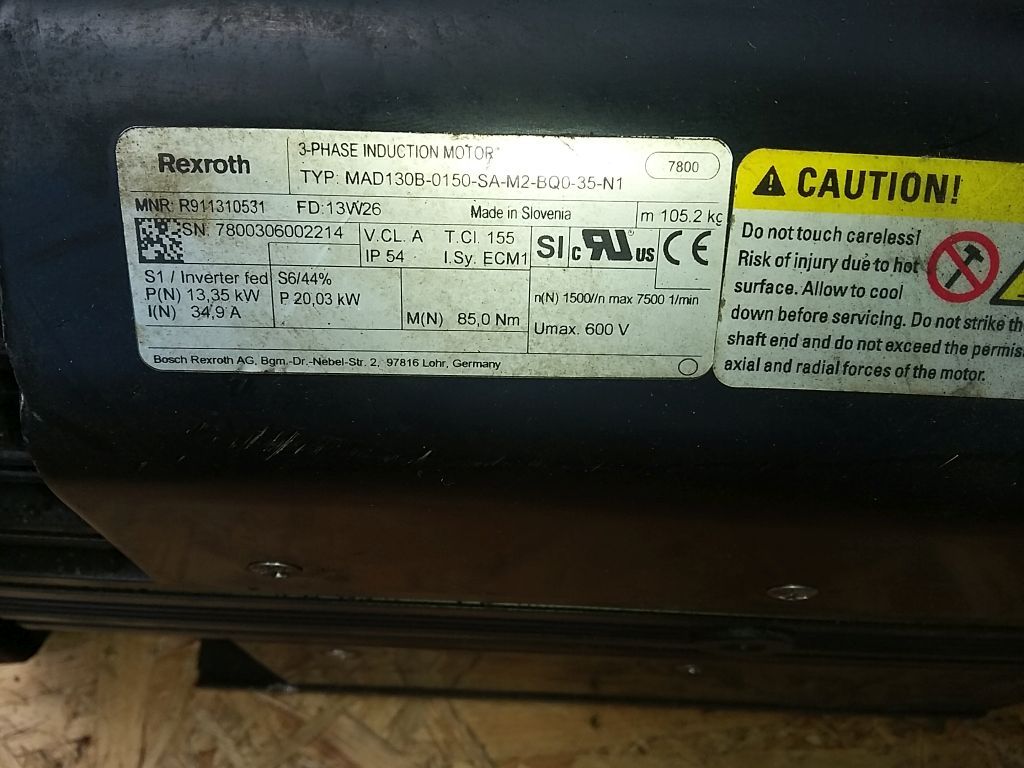 Rexroth
3-PHASE INDUCTION MOTOR
TYP: MAD130B-0150-SA-M2-BQ0-35-N1
7800
MNR: R911310531 FD:13W26 Made in Slovenia m 105.2 kg
SN: 7800306002214 V.CL. A T.Cl. 155
IP 54 I.Sy. ECM1
SI c RU ® us CE
S1 / Inverter fed S6/44%
P(N) 13,35 kW P 20,03 kW n(N) 1500//n max 7500 1/min
I(N) 34,9 A M(N) 85,0 Nm Umax. 600 V
Bosch Rexroth AG, Bgm.-Dr.-Nebel-Str. 2, 97816 Lohr, Germany
CAUTION!
Do not touch careless!
Risk of injury due to hot
surface. Allow to cool
down before servicing. Do not strike
shaft end and do not exceed the
axial and radial forces of the motor.